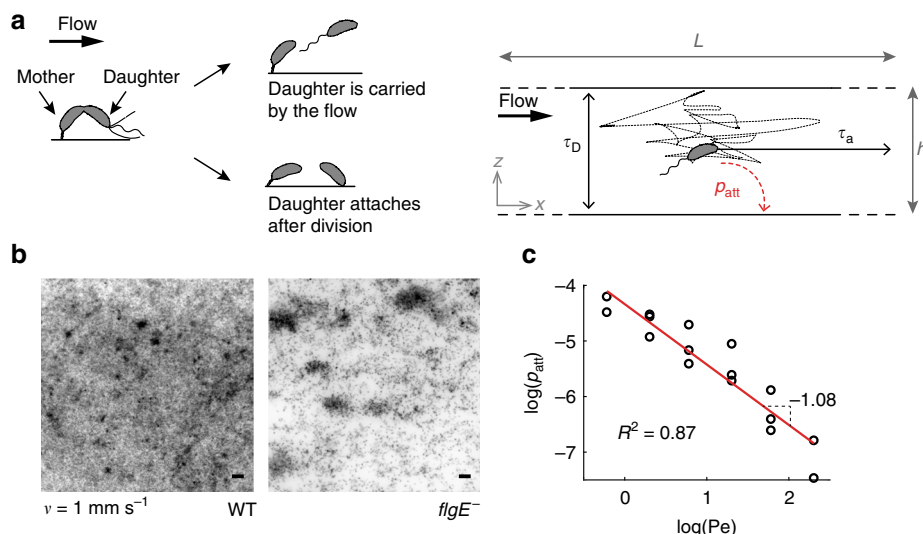 a
Flow
Mother
Daughter
Daughter is carried
by the flow
Daughter attaches
after division
L
Flow
τD
τa
h
z
x
patt
b
v = 1 mm s−1
WT
flgE−
c
−4
−5
−6
−7
log(patt)
−1.08
R2 = 0.87
0
1
2
log(Pe)